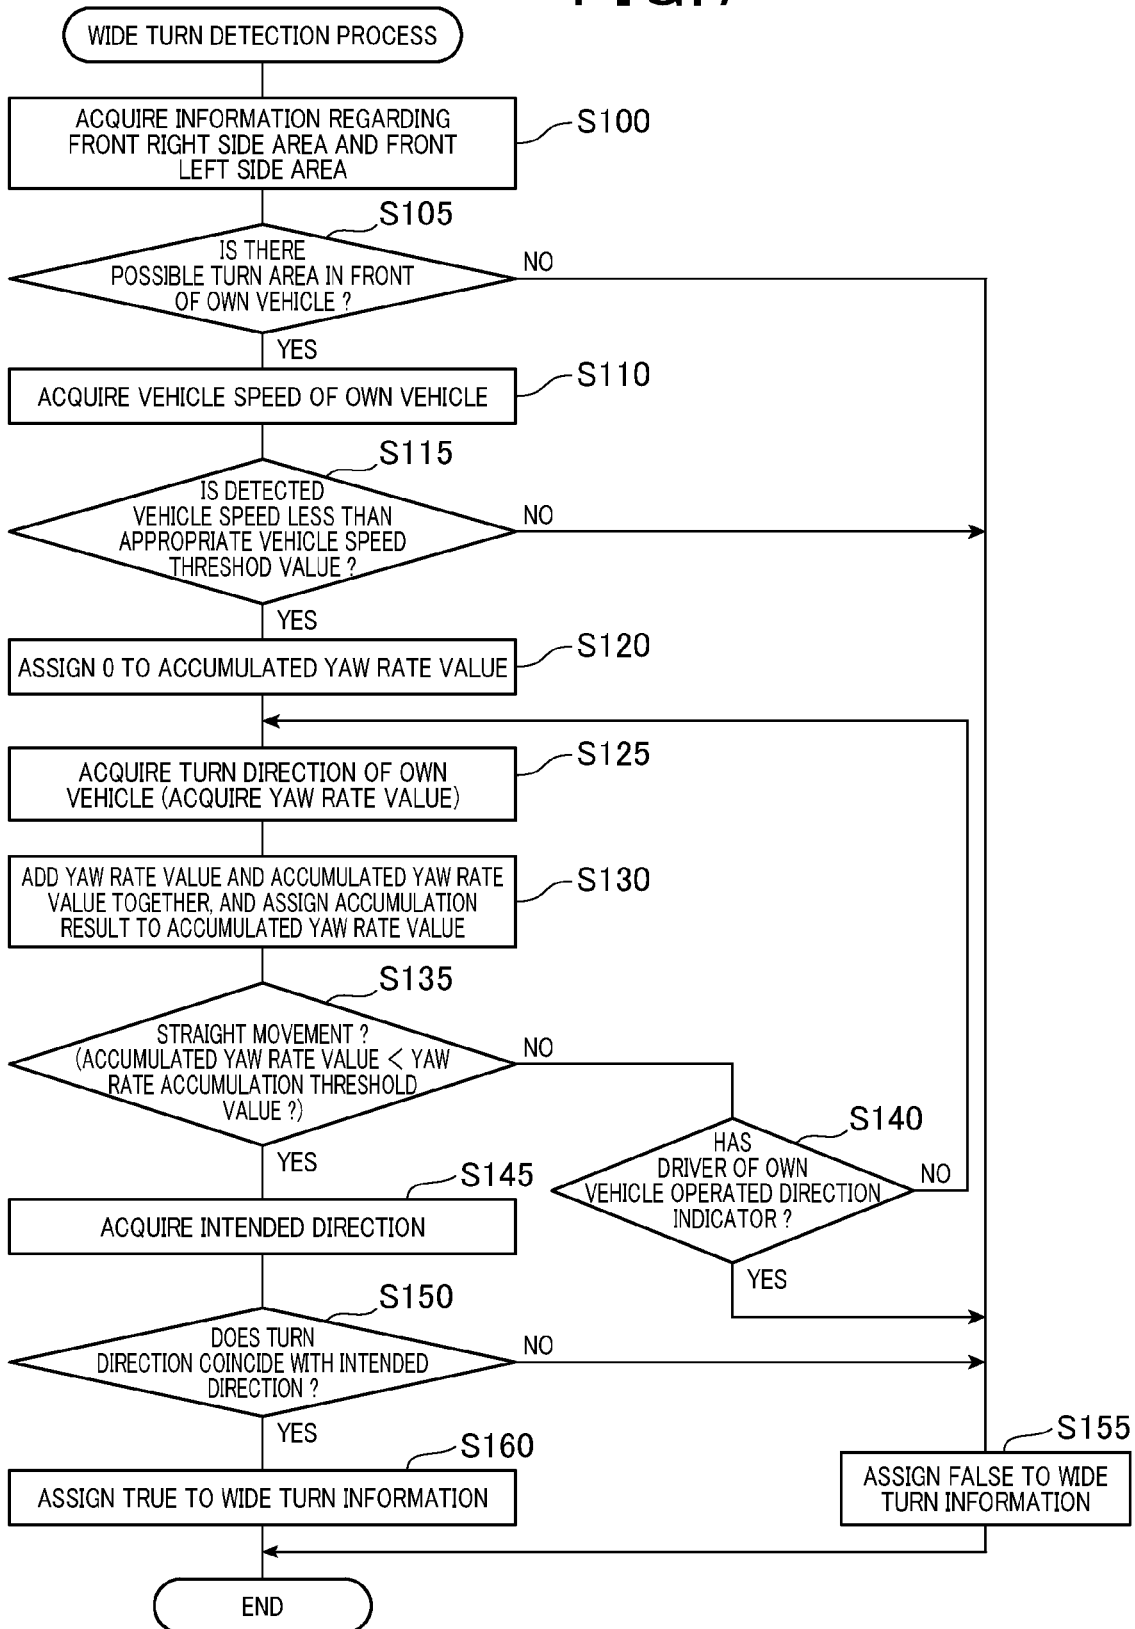 WIDE TURN DETECTION PROCESS
ACQUIRE INFORMATION REGARDING
FRONT RIGHT SIDE AREA AND FRONT
LEFT SIDE AREA
S100
S105
IS THERE
POSSIBLE TURN AREA IN FRONT
OF OWN VEHICLE ?
NO
YES
ACQUIRE VEHICLE SPEED OF OWN VEHICLE
S110
S115
IS DETECTED
VEHICLE SPEED LESS THAN
APPROPRIATE VEHICLE SPEED
THRESHOD VALUE ?
NO
YES
ASSIGN 0 TO ACCUMULATED YAW RATE VALUE
S120
ACQUIRE TURN DIRECTION OF OWN
VEHICLE (ACQUIRE YAW RATE VALUE)
S125
ADD YAW RATE VALUE AND ACCUMULATED YAW RATE
VALUE TOGETHER, AND ASSIGN ACCUMULATION
RESULT TO ACCUMULATED YAW RATE VALUE
S130
S135
STRAIGHT MOVEMENT ?
(ACCUMULATED YAW RATE VALUE < YAW
RATE ACCUMULATION THRESHOLD
VALUE ?)
NO
YES
S140
HAS
DRIVER OF OWN
VEHICLE OPERATED DIRECTION
INDICATOR ?
NO
YES
S145
ACQUIRE INTENDED DIRECTION
S150
DOES TURN
DIRECTION COINCIDE WITH INTENDED
DIRECTION ?
NO
YES
S160
ASSIGN TRUE TO WIDE TURN INFORMATION
S155
ASSIGN FALSE TO WIDE
TURN INFORMATION
END